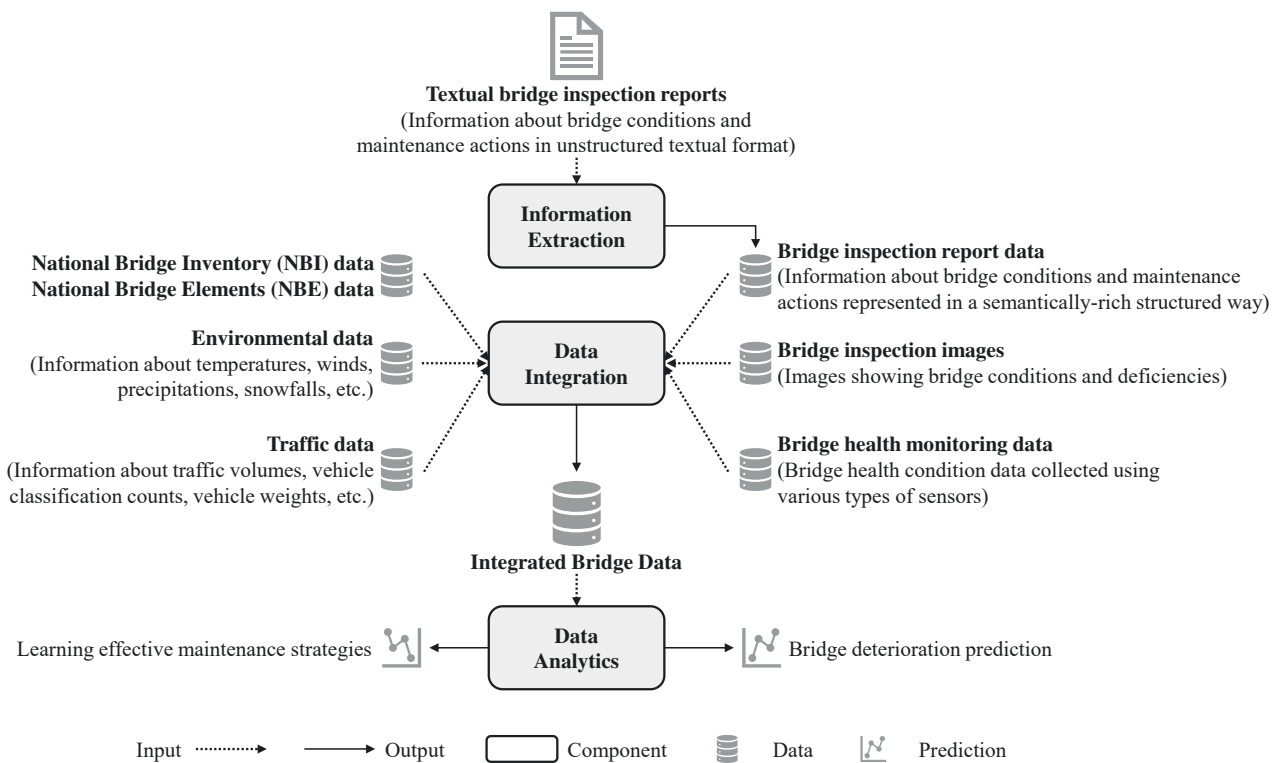 Textual bridge inspection reports
(Information about bridge conditions and
maintenance actions in unstructured textual format)
Information
Extraction
National Bridge Inventory (NBI) data
National Bridge Elements (NBE) data
Bridge inspection report data
(Information about bridge conditions and maintenance
actions represented in a semantically-rich structured way)
Environmental data
(Information about temperatures, winds,
precipitations, snowfalls, etc.)
Data
Integration
Bridge inspection images
(Images showing bridge conditions and deficiencies)
Traffic data
(Information about traffic volumes, vehicle
classification counts, vehicle weights, etc.)
Bridge health monitoring data
(Bridge health condition data collected using
various types of sensors)
Integrated Bridge Data
Learning effective maintenance strategies
Data
Analytics
Bridge deterioration prediction
Input
Output
Component
Data
Prediction